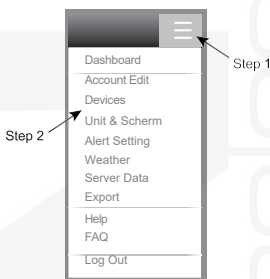 Step 1
Dashboard
Account Edit
Devices
Step 2
Unit & Scherm
Alert Setting
Weather
Server Data
Export
Help
FAQ
Log Out